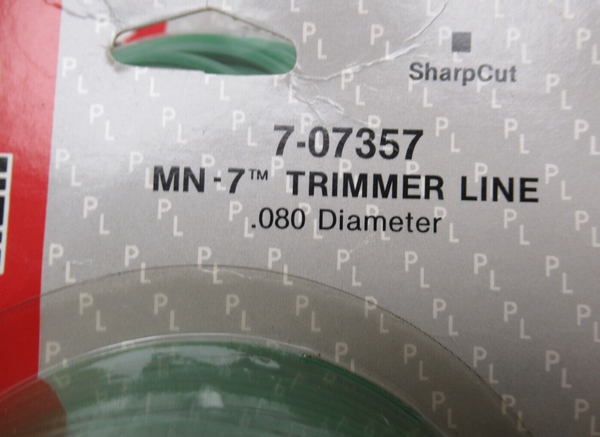 SharpCut
7-07357
MN-7™ TRIMMER LINE
.080 Diameter